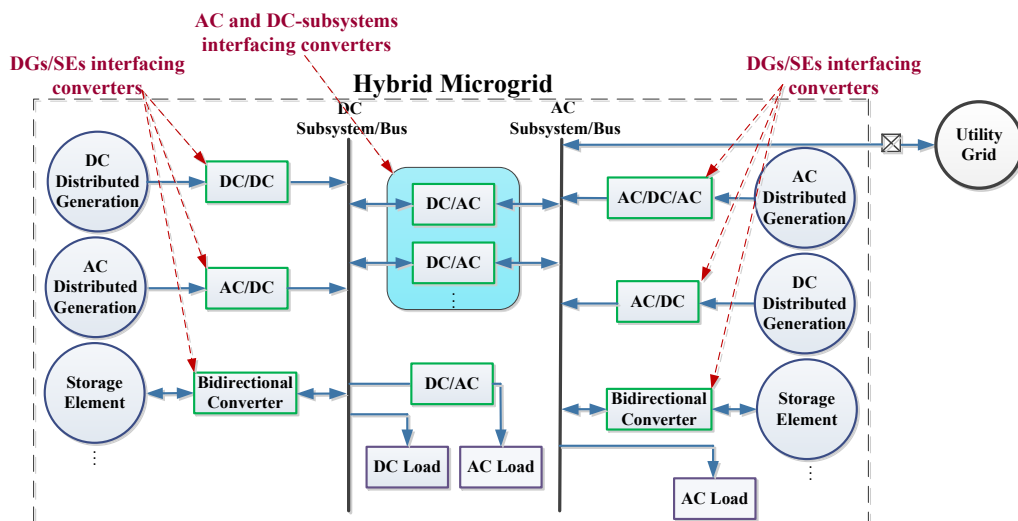 AC and DC-subsystems
interfacing converters
DGs/SEs interfacing
converters
DGs/SEs interfacing
converters
Hybrid Microgrid
DC
Subsystem/Bus
AC
Subsystem/Bus
Utility
Grid
DC
Distributed
Generation
DC/DC
DC/AC
AC/DC/AC
AC
Distributed
Generation
AC
Distributed
Generation
AC/DC
DC/AC
⋮
AC/DC
DC
Distributed
Generation
Storage
Element
Bidirectional
Converter
DC/AC
Bidirectional
Converter
Storage
Element
⋮
DC Load
AC Load
AC Load
⋮